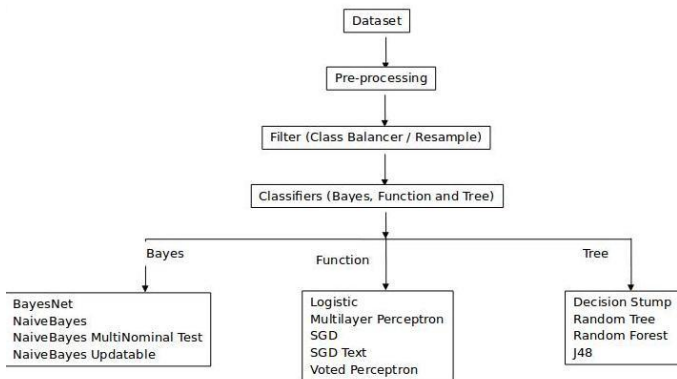 Dataset
Pre-processing
Filter (Class Balancer / Resample)
Classifiers (Bayes, Function and Tree)
Bayes
Function
Tree
BayesNet
NaiveBayes
NaiveBayes MultiNominal Test
NaiveBayes Updatable
Logistic
Multilayer Perceptron
SGD
SGD Text
Voted Perceptron
Decision Stump
Random Tree
Random Forest
J48